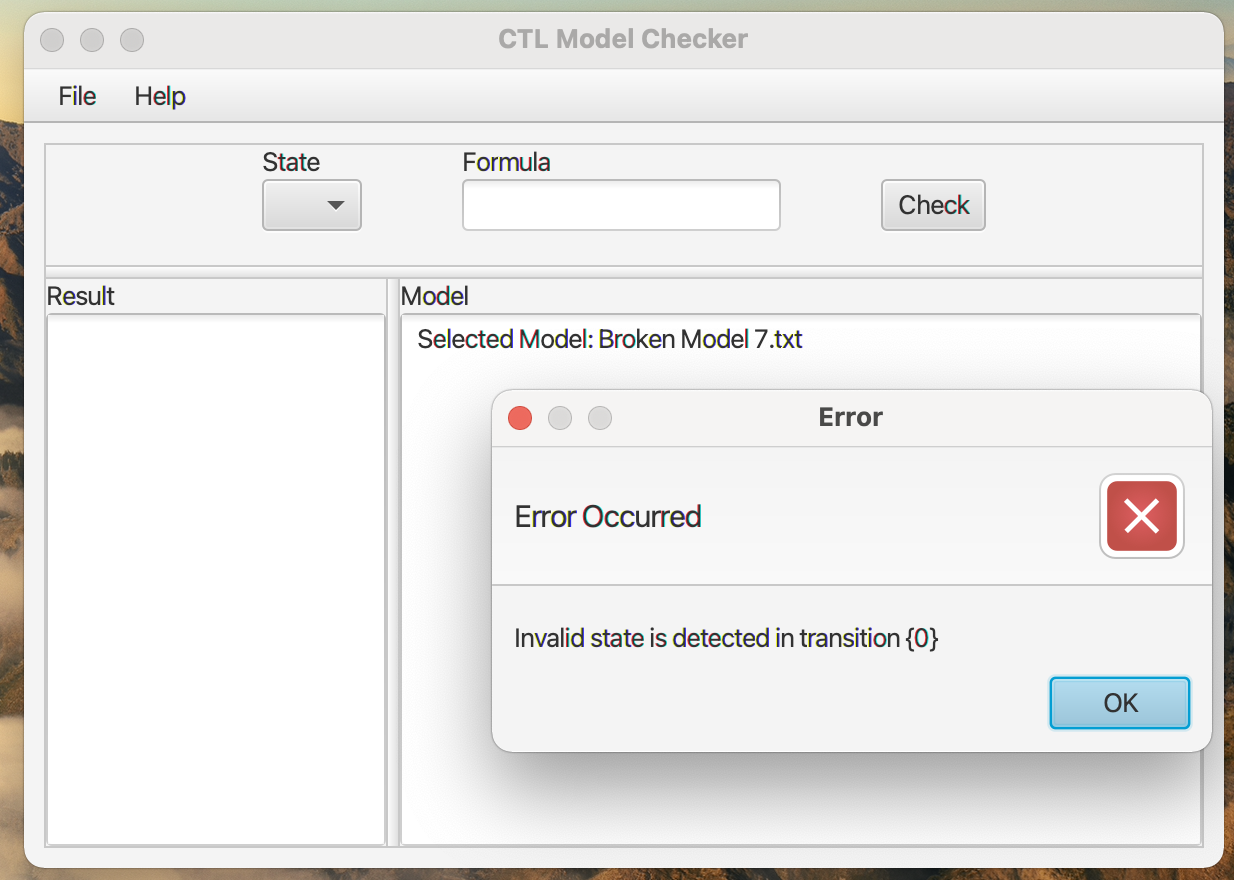 CTL Model Checker
File Help
State Formula
Check
Result Model
Selected Model: Broken Model 7.txt
Error
Error Occurred
Invalid state is detected in transition {0}
OK